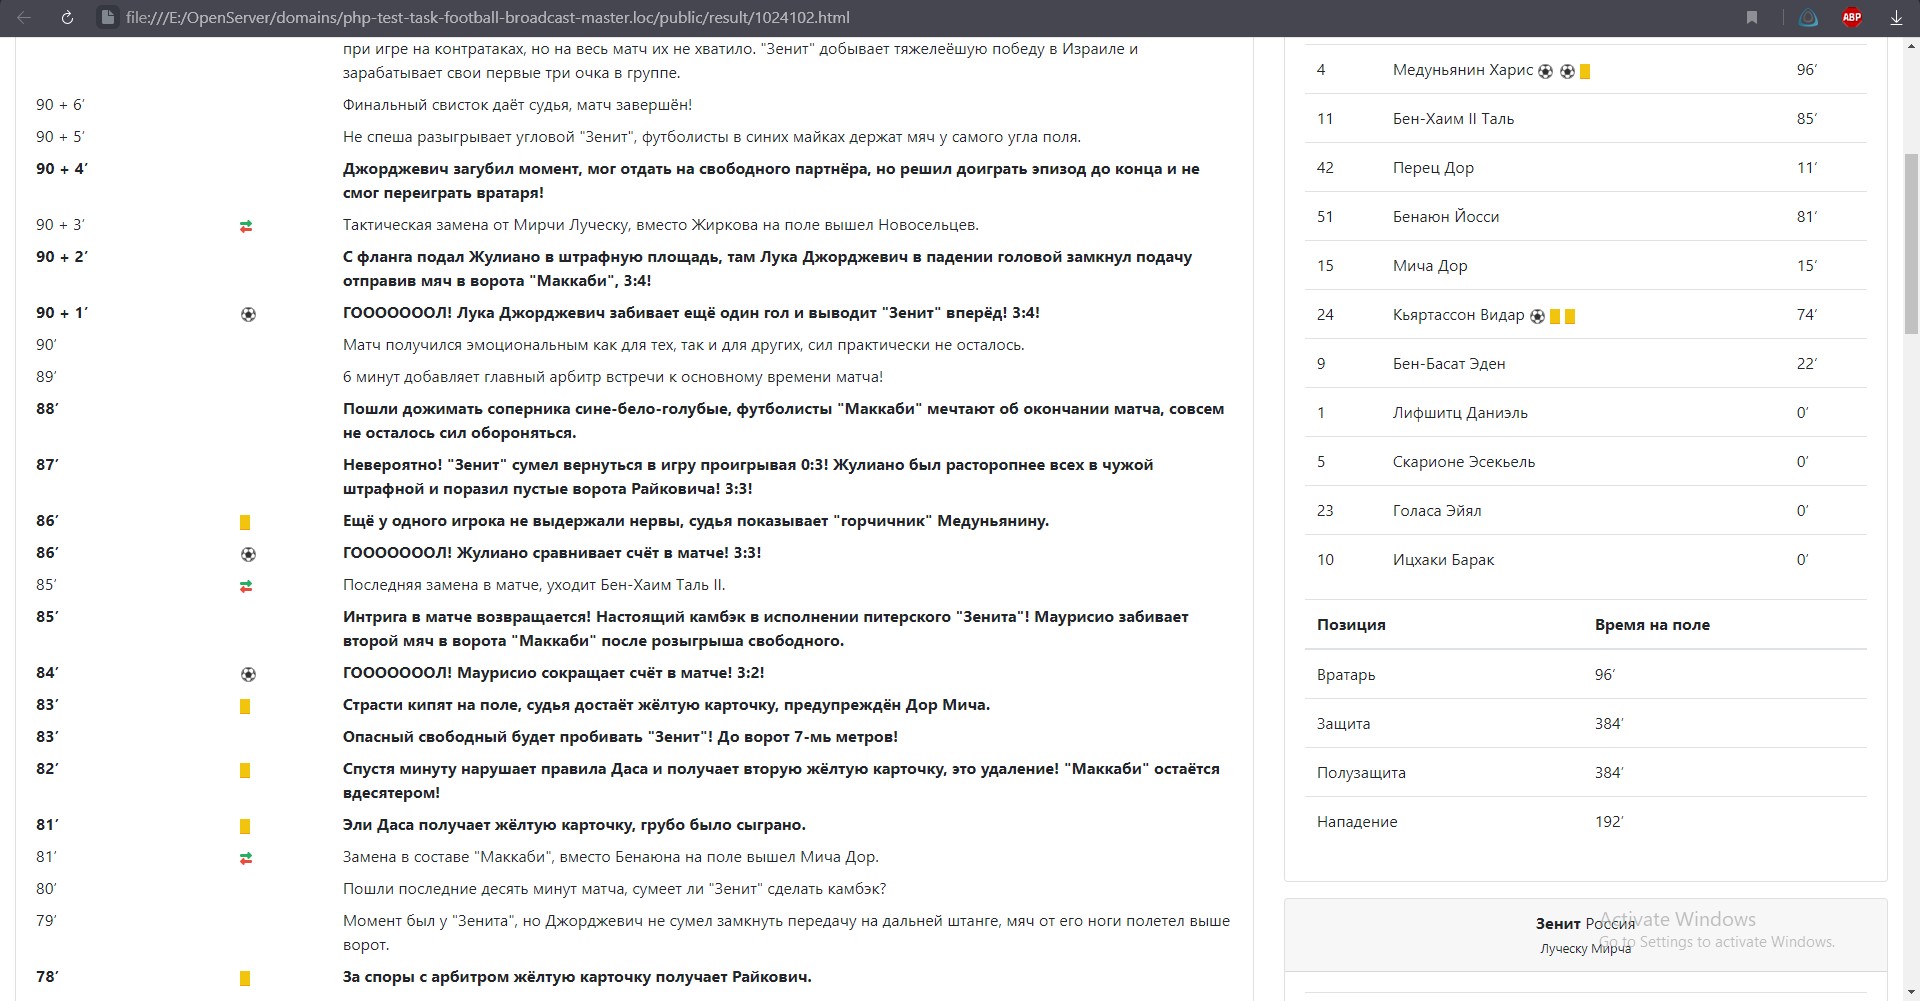 file:///E:/OpenServer/domains/php-test-task-football-broadcast-master.loc/public/result/1024102.html
ABP
при игре на контратаках, но на весь матч их не хватило. "Зенит" добывает тяжелеёшую победу в Израиле и
зарабатывает свои первые три очка в группе.
90 + 6′ Финальный свисток даёт судья, матч завершён!
90 + 5′ Не спеша разыгрывает угловой "Зенит", футболисты в синих майках держат мяч у самого угла поля.
90 + 4′ Джорджевич загубил момент, мог отдать на свободного партнёра, но решил доиграть эпизод до конца и не
смог переиграть вратаря!
90 + 3′ Тактическая замена от Мирчи Луческу, вместо Жиркова на поле вышел Новосельцев.
90 + 2′ С фланга подал Жулиано в штрафную площадь, там Лука Джорджевич в падении головой замкнул подачу
отправив мяч в ворота "Маккаби", 3:4!
90 + 1′ ГОООООООЛ! Лука Джорджевич забивает ещё один гол и выводит "Зенит" вперёд! 3:4!
90′ Матч получился эмоциональным как для тех, так и для других, сил практически не осталось.
89′ 6 минут добавляет главный арбитр встречи к основному времени матча!
88′ Пошли дожимать соперника сине-бело-голубые, футболисты "Маккаби" мечтают об окончании матча, совсем
не осталось сил обороняться.
87′ Невероятно! "Зенит" сумел вернуться в игру проигрывая 0:3! Жулиано был расторопнее всех в чужой
штрафной и поразил пустые ворота Райковича! 3:3!
86′ Ещё у одного игрока не выдержали нервы, судья показывает "горчичник" Медуньянину.
86′ ГОООООООЛ! Жулиано сравнивает счёт в матче! 3:3!
85′ Последняя замена в матче, уходит Бен-Хаим Таль II.
85′ Интрига в матче возвращается! Настоящий камбэк в исполнении питерского "Зенита"! Маурисио забивает
второй мяч в ворота "Маккаби" после розыгрыша свободного.
84′ ГОООООООЛ! Маурисио сокращает счёт в матче! 3:2!
83′ Страсти кипят на поле, судья достаёт жёлтую карточку, предупреждён Дор Мича.
83′ Опасный свободный будет пробивать "Зенит"! До ворот 7-мь метров!
82′ Спустя минуту нарушает правила Даса и получает вторую жёлтую карточку, это удаление! "Маккаби" остаётся
вдесятером!
81′ Эли Даса получает жёлтую карточку, грубо было сыграно.
81′ Замена в составе "Маккаби", вместо Бенаюна на поле вышел Мича Дор.
80′ Пошли последние десять минут матча, сумеет ли "Зенит" сделать камбэк?
79′ Момент был у "Зенита", но Джорджевич не сумел замкнуть передачу на дальней штанге, мяч от его ноги полетел выше
ворот.
78′ За споры с арбитром жёлтую карточку получает Райкович.
4 Медуньянин Харис 96′
11 Бен-Хаим II Таль 85′
42 Перец Дор 11′
51 Бенаюн Йосси 81′
15 Мича Дор 15′
24 Кьяртассон Видар 74′
9 Бен-Басат Эден 22′
1 Лифшитц Даниэль 0′
5 Скарионе Эсекьель 0′
23 Голаса Эйял 0′
10 Ицхаки Барак 0′
Позиция Время на поле
Вратарь 96′
Защита 384′
Полузащита 384′
Нападение 192′
Зенит Россия
Луческу Мирча
Activate Windows
Go to Settings to activate Windows.